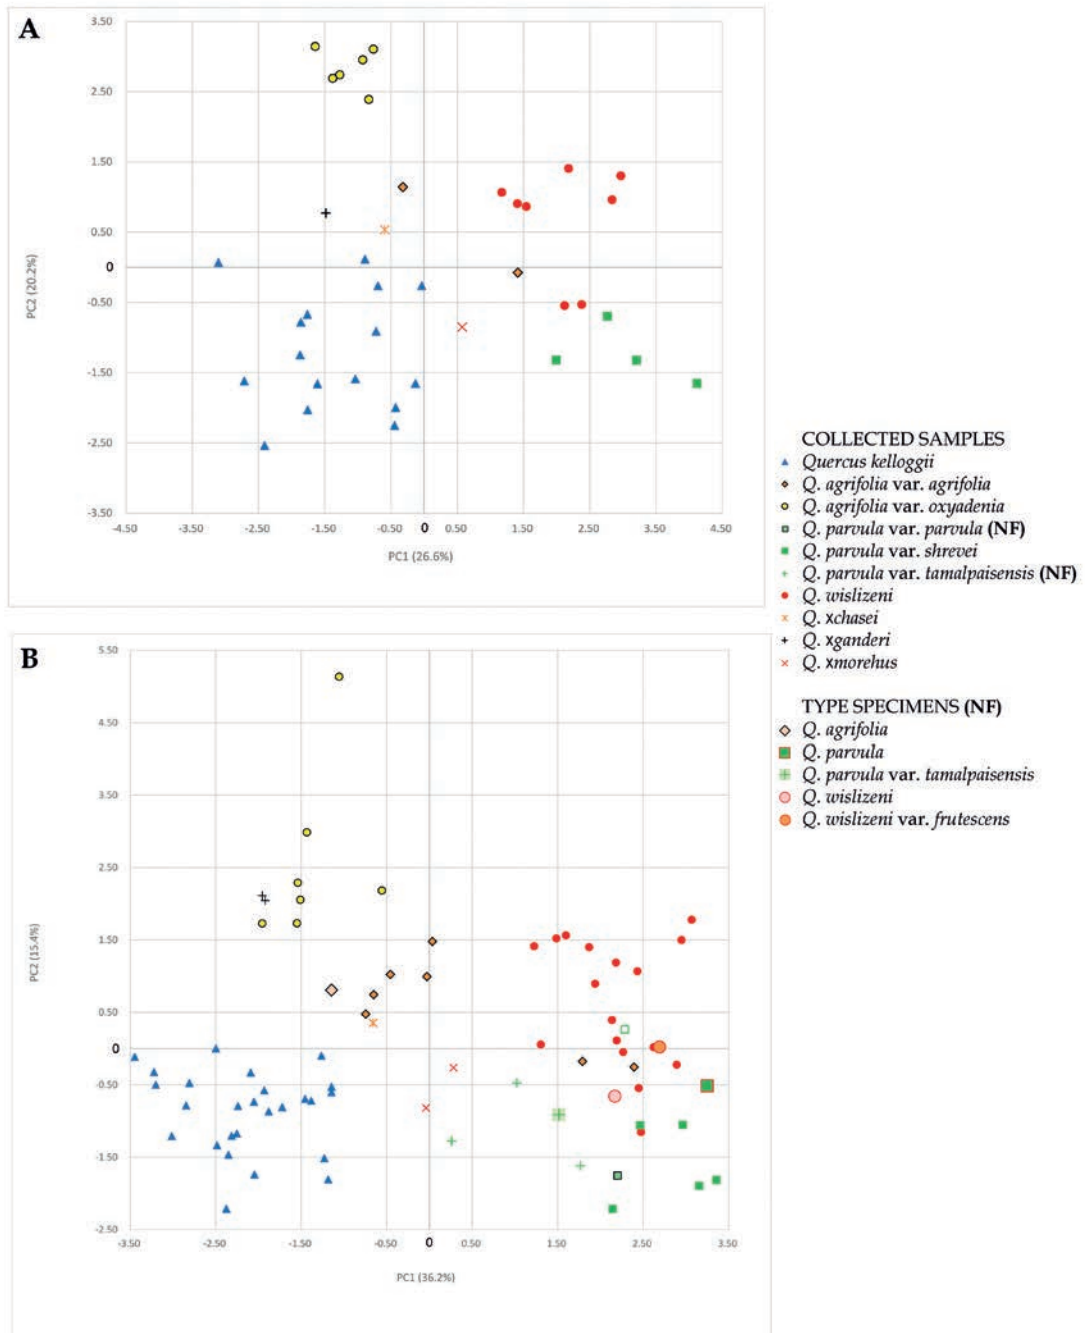 A
3.50
2.50
1.50
0.50
0
-0.50
-1.50
-2.50
-3.50
PC2 (20.2%)
-4.50 -3.50 -2.50 -1.50 -0.50 0 0.50 1.50 2.50 3.50 4.50
PC1 (26.6%)
COLLECTED SAMPLES
Quercus kelloggii
Q. agrifolia var. agrifolia
Q. agrifolia var. oxyadenia
Q. parvula var. parvula (NF)
Q. parvula var. shrevei
Q. parvula var. tamalpaisensis (NF)
Q. wislizeni
Q. xchasei
Q. xganderi
Q. xmorehus
TYPE SPECIMENS (NF)
Q. agrifolia
Q. parvula
Q. parvula var. tamalpaisensis
Q. wislizeni
Q. wislizeni var. frutescens
B
5.50
4.50
3.50
2.50
1.50
0.50
0
-0.50
-1.50
-2.50
PC2 (15.4%)
-3.50 -2.50 -1.50 -0.50 0 0.50 1.50 2.50 3.50
PC1 (36.2%)